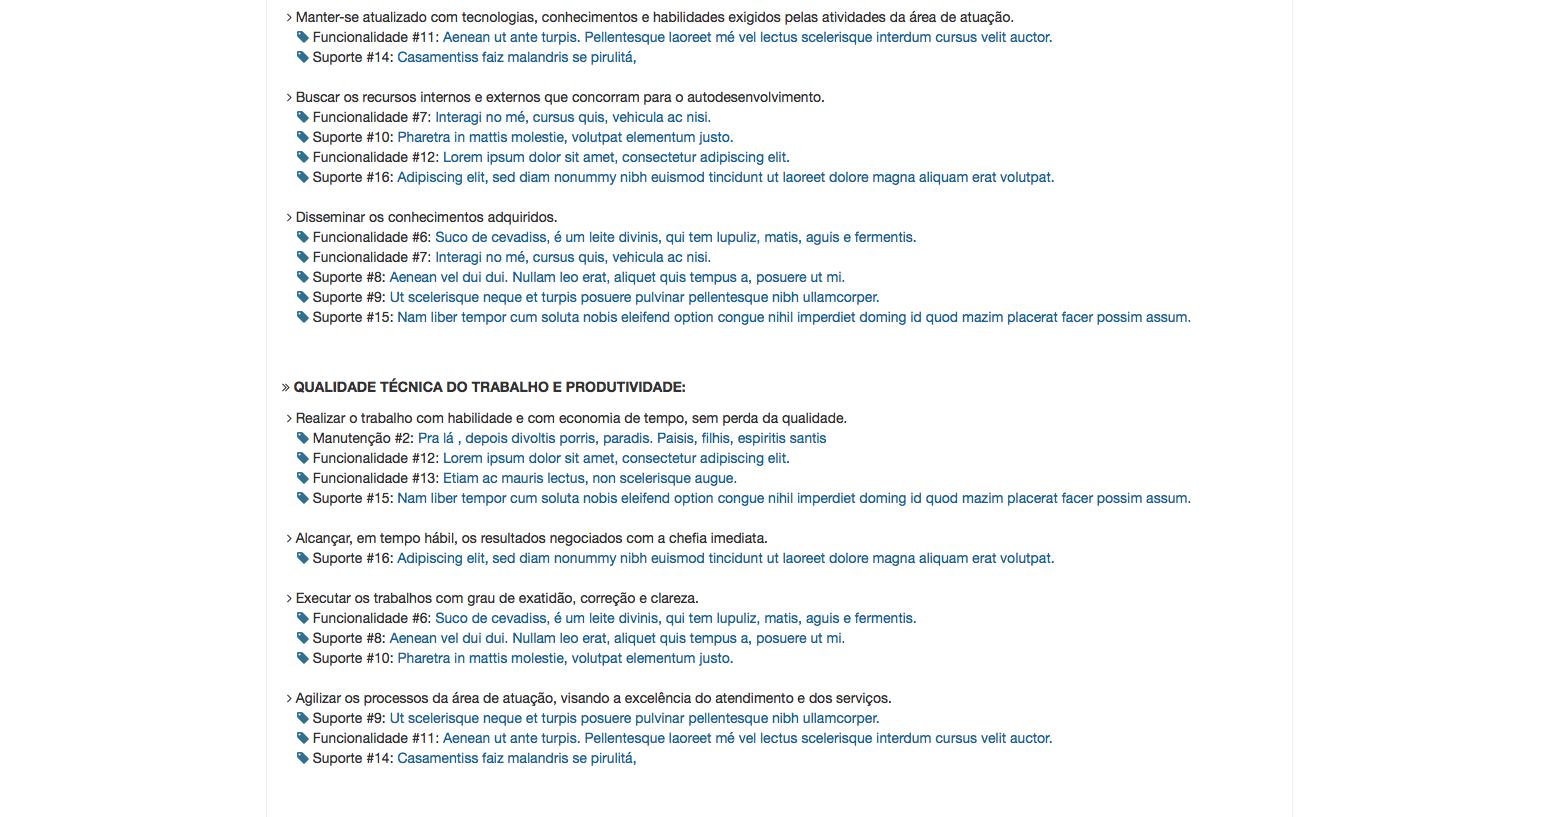 › Manter-se atualizado com tecnologias, conhecimentos e habilidades exigidos pelas atividades da área de atuação.
Funcionalidade #11: Aenean ut ante turpis. Pellentesque laoreet mé vel lectus scelerisque interdum cursus velit auctor.
Suporte #14: Casamentiss faiz malandris se pirulitá,
› Buscar os recursos internos e externos que concorram para o autodesenvolvimento.
Funcionalidade #7: Interagi no mé, cursus quis, vehicula ac nisi.
Suporte #10: Pharetra in mattis molestie, volutpat elementum justo.
Funcionalidade #12: Lorem ipsum dolor sit amet, consectetur adipiscing elit.
Suporte #16: Adipiscing elit, sed diam nonummy nibh euismod tincidunt ut laoreet dolore magna aliquam erat volutpat.
› Disseminar os conhecimentos adquiridos.
Funcionalidade #6: Suco de cevadiss, é um leite divinis, qui tem lupuliz, matis, aguis e fermentis.
Funcionalidade #7: Interagi no mé, cursus quis, vehicula ac nisi.
Suporte #8: Aenean vel dui dui. Nullam leo erat, aliquet quis tempus a, posuere ut mi.
Suporte #9: Ut scelerisque neque et turpis posuere pulvinar pellentesque nibh ullamcorper.
Suporte #15: Nam liber tempor cum soluta nobis eleifend option congue nihil imperdiet doming id quod mazim placerat facer possim assum.
» QUALIDADE TÉCNICA DO TRABALHO E PRODUTIVIDADE:
› Realizar o trabalho com habilidade e com economia de tempo, sem perda da qualidade.
Manutenção #2: Pra lá , depois divoltis porris, paradis. Paisis, filhis, espiritis santis
Funcionalidade #12: Lorem ipsum dolor sit amet, consectetur adipiscing elit.
Funcionalidade #13: Etiam ac mauris lectus, non scelerisque augue.
Suporte #15: Nam liber tempor cum soluta nobis eleifend option congue nihil imperdiet doming id quod mazim placerat facer possim assum.
› Alcançar, em tempo hábil, os resultados negociados com a chefia imediata.
Suporte #16: Adipiscing elit, sed diam nonummy nibh euismod tincidunt ut laoreet dolore magna aliquam erat volutpat.
› Executar os trabalhos com grau de exatidão, correção e clareza.
Funcionalidade #6: Suco de cevadiss, é um leite divinis, qui tem lupuliz, matis, aguis e fermentis.
Suporte #8: Aenean vel dui dui. Nullam leo erat, aliquet quis tempus a, posuere ut mi.
Suporte #10: Pharetra in mattis molestie, volutpat elementum justo.
› Agilizar os processos da área de atuação, visando a excelência do atendimento e dos serviços.
Suporte #9: Ut scelerisque neque et turpis posuere pulvinar pellentesque nibh ullamcorper.
Funcionalidade #11: Aenean ut ante turpis. Pellentesque laoreet mé vel lectus scelerisque interdum cursus velit auctor.
Suporte #14: Casamentiss faiz malandris se pirulitá,